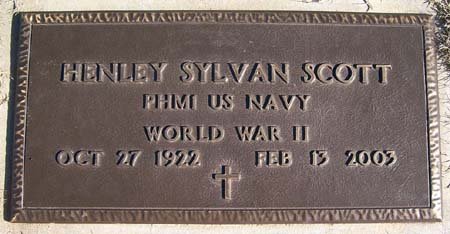 HENLEY SYLVAN SCOTT
PHM1 US NAVY
WORLD WAR II
OCT 27 1922 FEB 13 2003